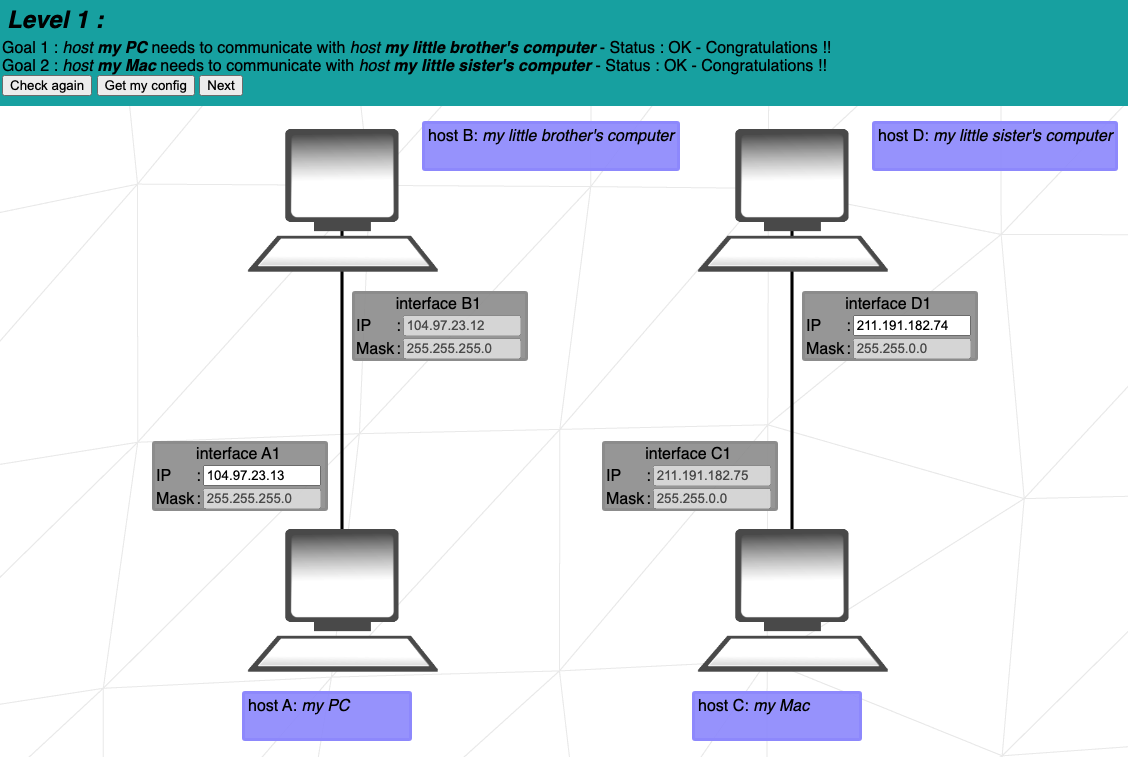 Level 1 :
Goal 1 : host my PC needs to communicate with host my little brother's computer - Status : OK - Congratulations !!
Goal 2 : host my Mac needs to communicate with host my little sister's computer - Status : OK - Congratulations !!
Check again Get my config Next
host B: my little brother's computer
host D: my little sister's computer
interface B1
IP : 104.97.23.12
Mask : 255.255.255.0
interface D1
IP : 211.191.182.74
Mask : 255.255.0.0
interface A1
IP : 104.97.23.13
Mask : 255.255.255.0
interface C1
IP : 211.191.182.75
Mask : 255.255.0.0
host A: my PC
host C: my Mac